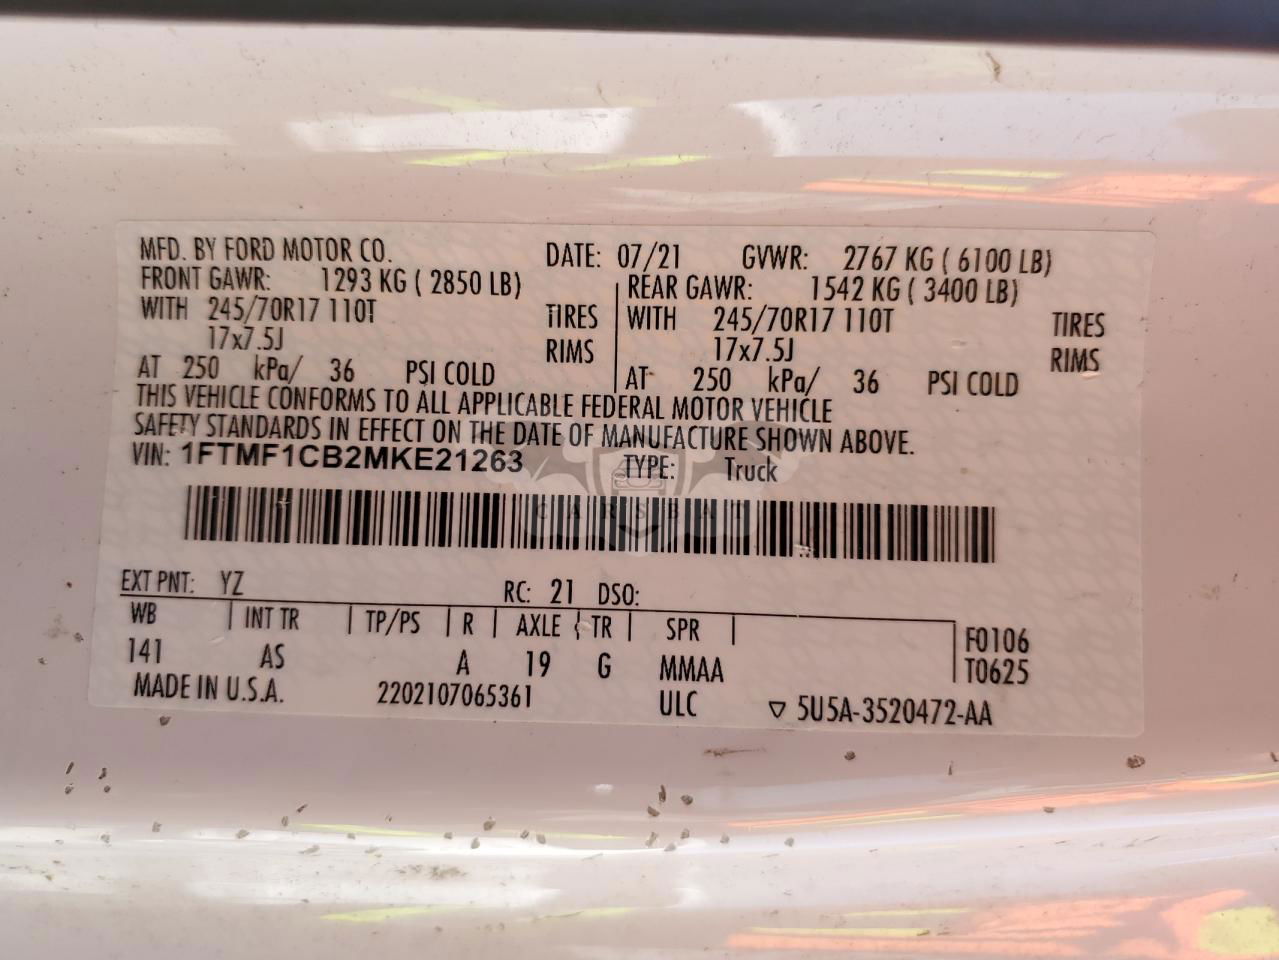 MFD. BY FORD MOTOR CO. DATE: 07/21 GVWR: 2767 KG ( 6100 LB)
FRONT GAWR: 1293 KG ( 2850 LB) REAR GAWR: 1542 KG ( 3400 LB)
WITH 245/70R17 110T TIRES WITH 245/70R17 110T TIRES
17x7.5J RIMS 17x7.5J RIMS
AT 250 kPa/ 36 PSI COLD AT 250 kPa/ 36 PSI COLD
THIS VEHICLE CONFORMS TO ALL APPLICABLE FEDERAL MOTOR VEHICLE
SAFETY STANDARDS IN EFFECT ON THE DATE OF MANUFACTURE SHOWN ABOVE.
VIN: 1FTMF1CB2MKE21263 TYPE: Truck
CARSBAT
EXT PNT: YZ RC: 21 DSO:
WB INT TR TP/PS R AXLE TR SPR F0106
141 AS A 19 G MMAA T0625
MADE IN U.S.A. 2202107065361 ULC 5U5A-3520472-AA